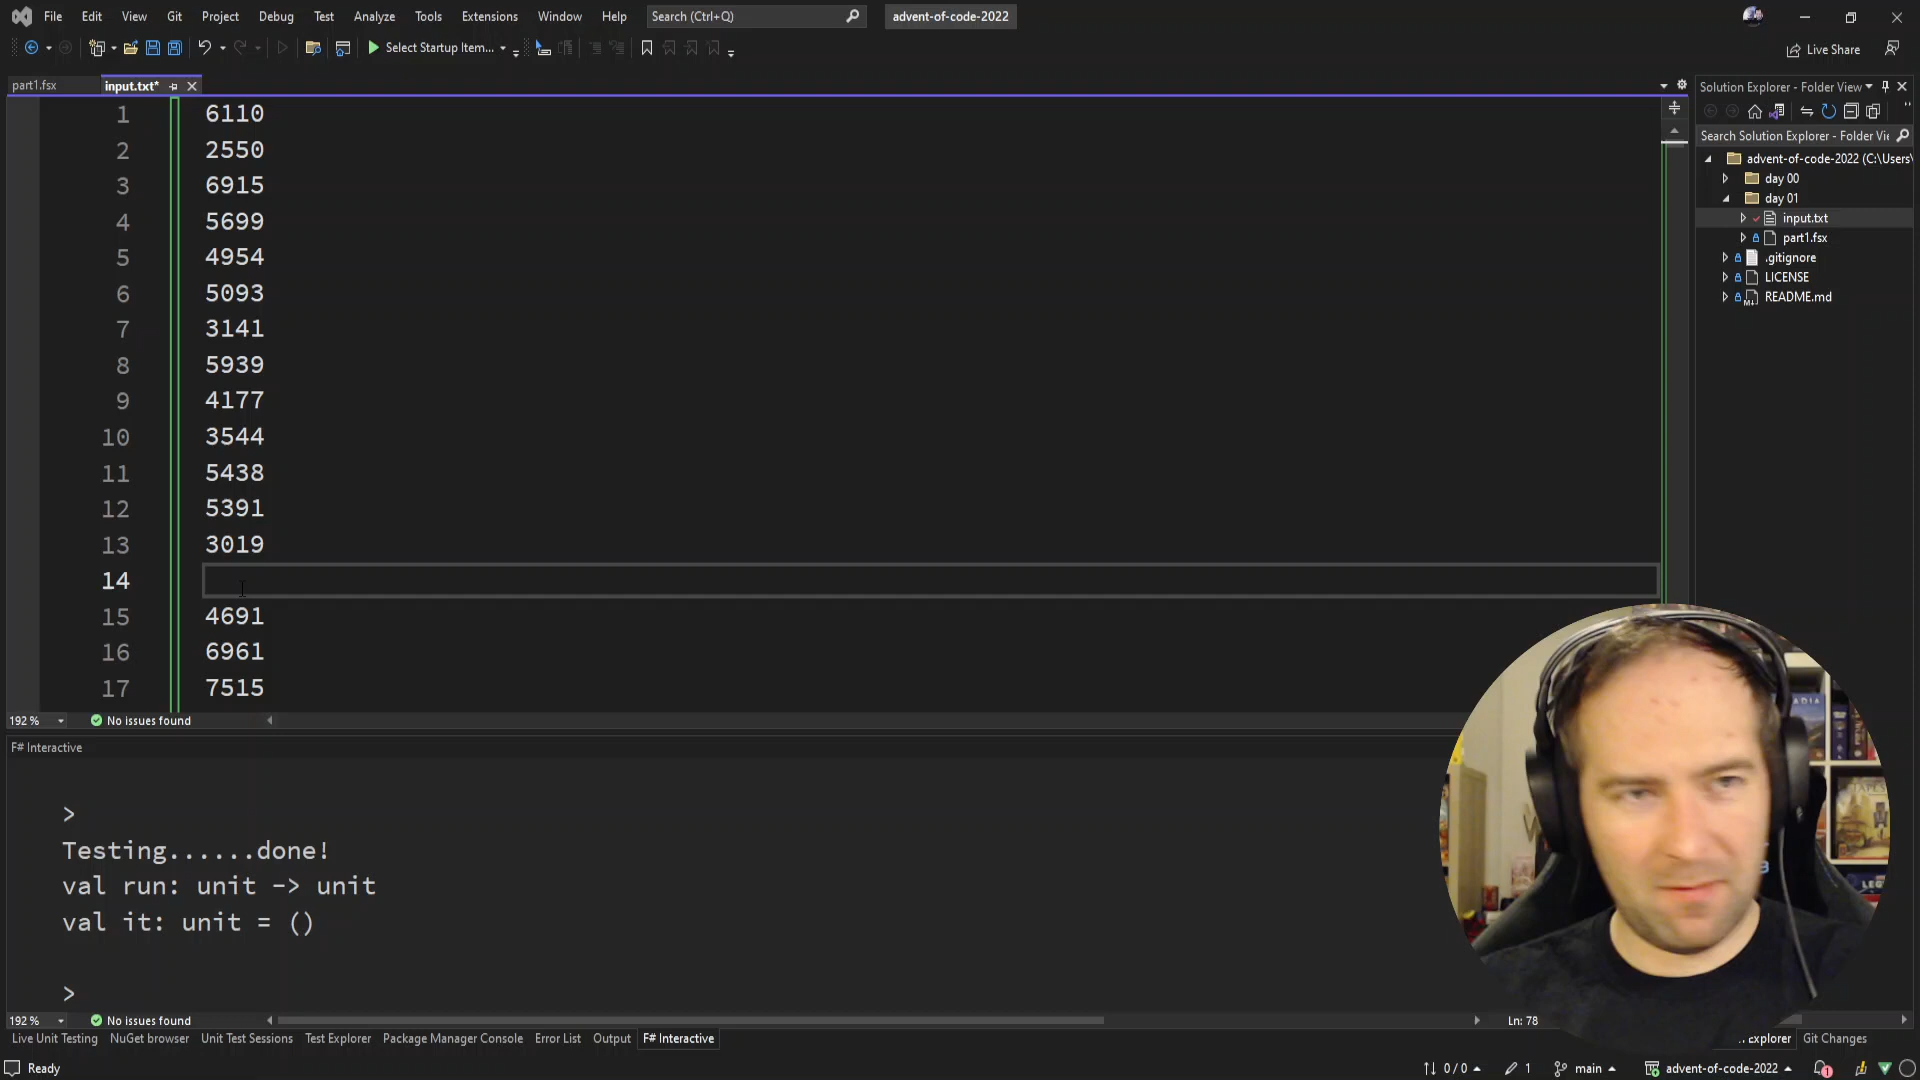 File Edit View Git Project Debug Test Analyze Tools Extensions Window Help Search (Ctrl+Q) advent-of-code-2022
Select Startup Item... Live Share
part1.fsx input.txt* Solution Explorer - Folder View
1 6110
2 2550
3 6915
4 5699
5 4954
6 5093
7 3141
8 5939
9 4177
10 3544
11 5438
12 5391
13 3019
14
15 4691
16 6961
17 7515
Search Solution Explorer - Folder Vie
advent-of-code-2022 (C:\Users\
day 00
day 01
input.txt
part1.fsx
.gitignore
LICENSE
README.md
192 % No issues found
F# Interactive
>
Testing......done!
val run: unit -> unit
val it: unit = ()
>
192 % No issues found Ln: 78
Live Unit Testing NuGet browser Unit Test Sessions Test Explorer Package Manager Console Error List Output F# Interactive Explorer Git Changes
Ready 0 / 0 1 main advent-of-code-2022 1